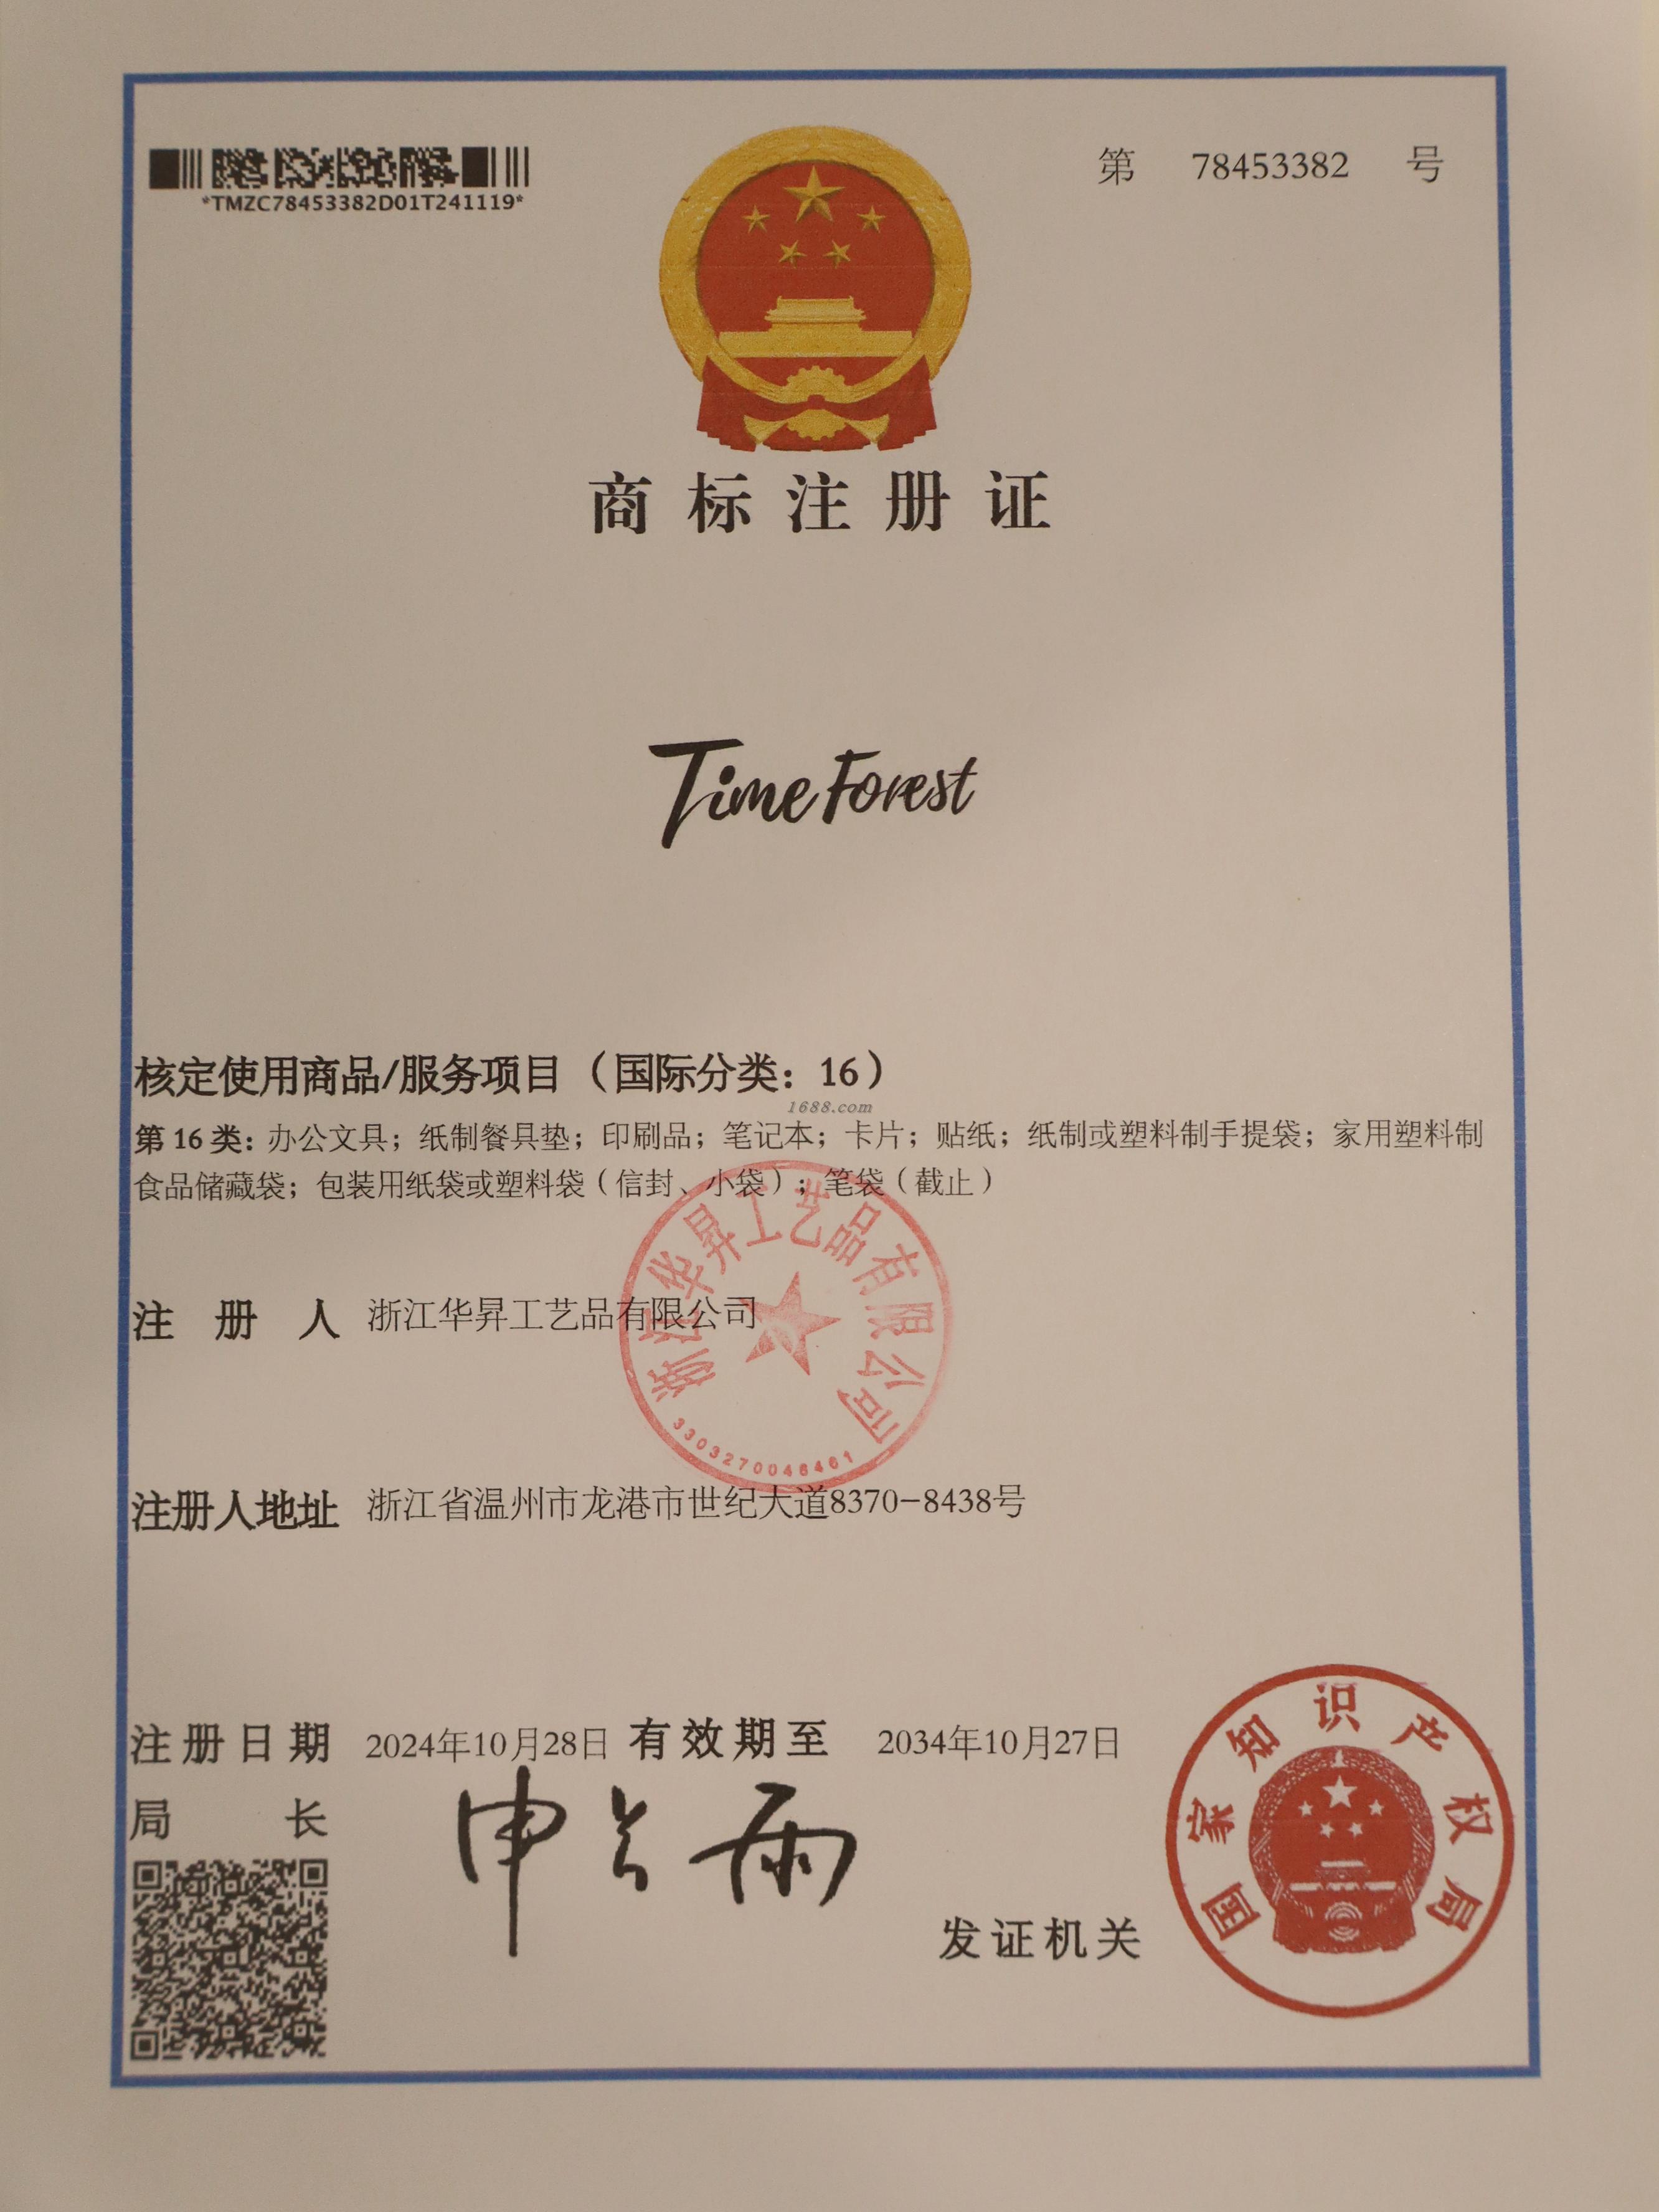 第 78453382 号
*TMZC78453382D01T241119*
商标注册证
Time Forest
核定使用商品/服务项目（国际分类：16）
1688.com
第 16 类：办公文具；纸制餐具垫；印刷品；笔记本；卡片；贴纸；纸制或塑料制手提袋；家用塑料制
食品储藏袋；包装用纸袋或塑料袋（信封、小袋）；笔袋（截止）
注册人 浙江华昇工艺品有限公司
浙江华昇工艺品有限公司
3303270046461
注册人地址 浙江省温州市龙港市世纪大道8370-8438号
注册日期 2024年10月28日 有效期至 2034年10月27日
局长 申长雨
发证机关
国家知识产权局